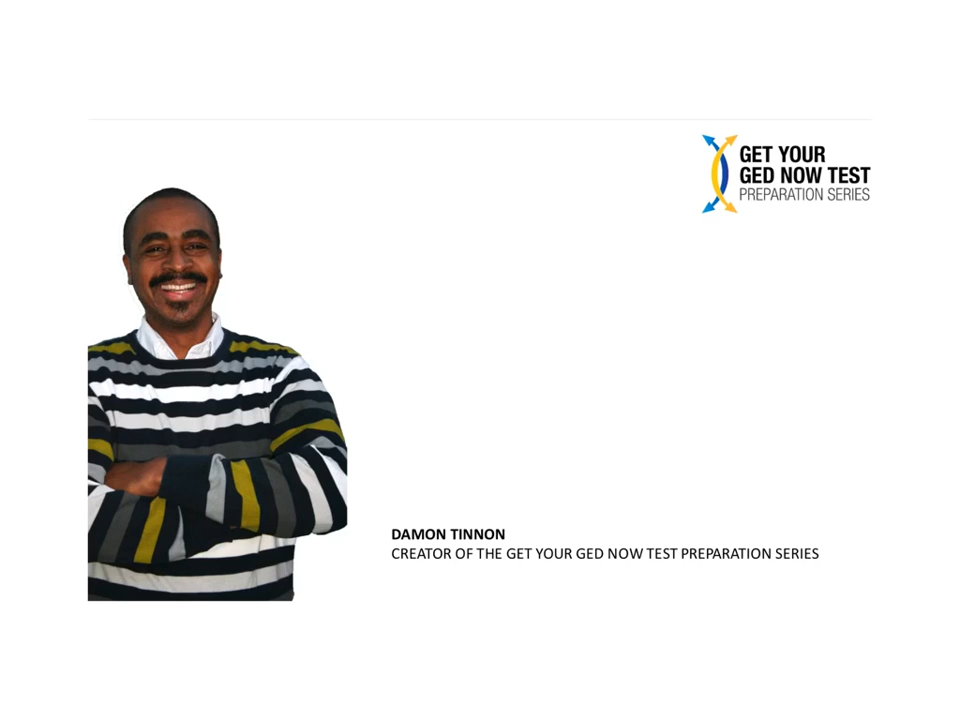 GET YOUR
GED NOW TEST
PREPARATION SERIES
DAMON TINNON
CREATOR OF THE GET YOUR GED NOW TEST PREPARATION SERIES